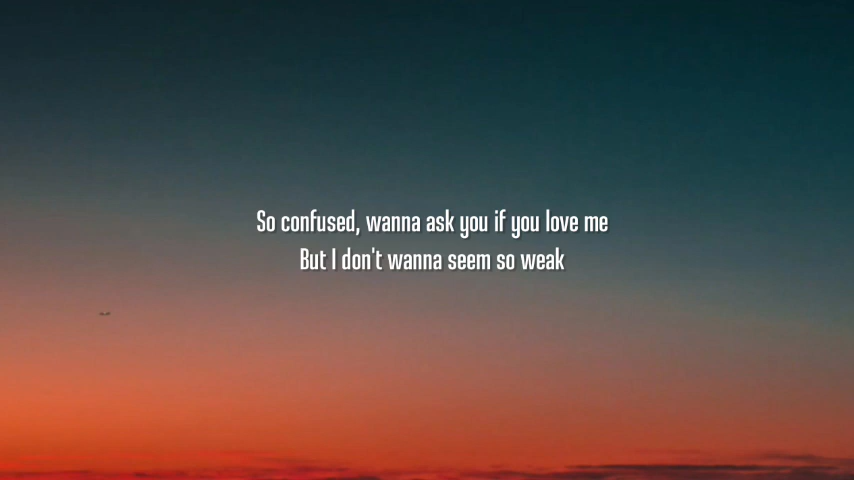 So confused, wanna ask you if you love me
But I don't wanna seem so weak